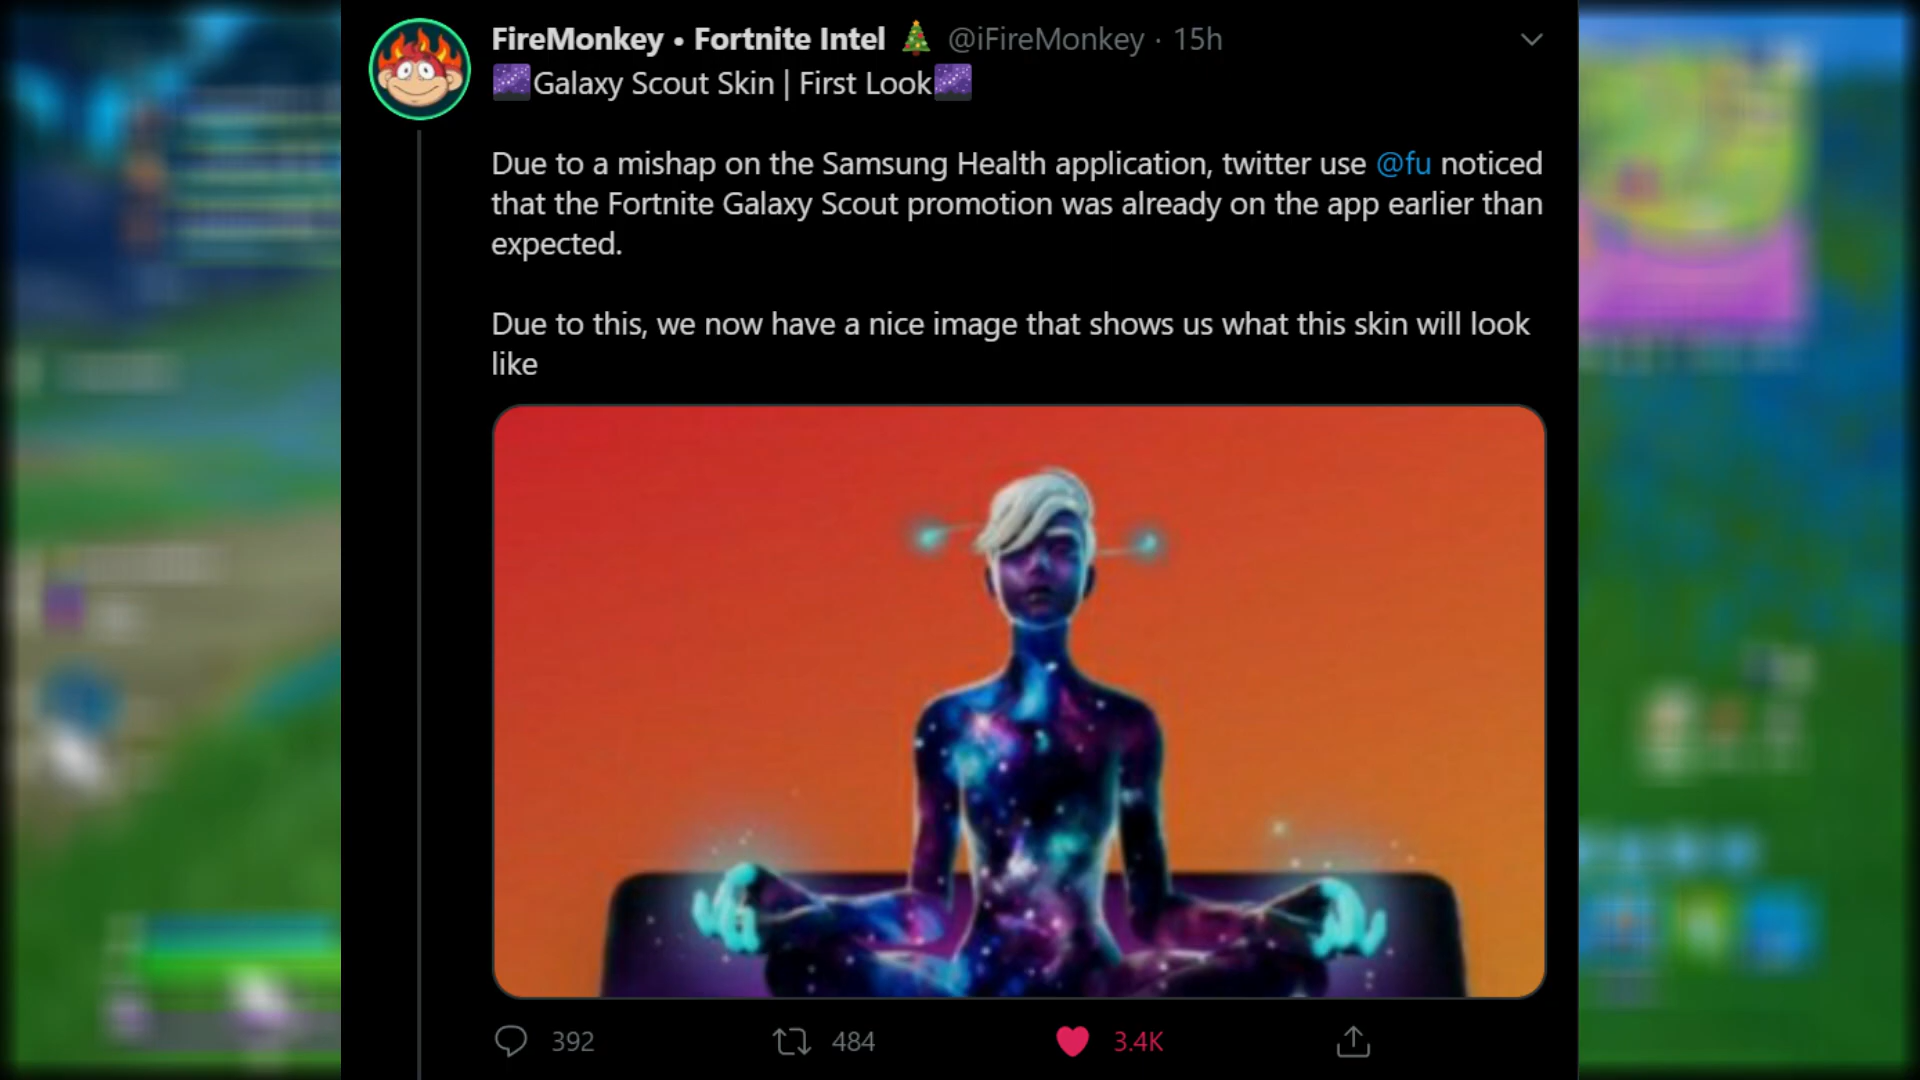 FireMonkey • Fortnite Intel 🎄 @iFireMonkey · 15h
🌌Galaxy Scout Skin | First Look🌌
Due to a mishap on the Samsung Health application, twitter use @fu noticed
that the Fortnite Galaxy Scout promotion was already on the app earlier than
expected.
Due to this, we now have a nice image that shows us what this skin will look
like
392 484 3.4K